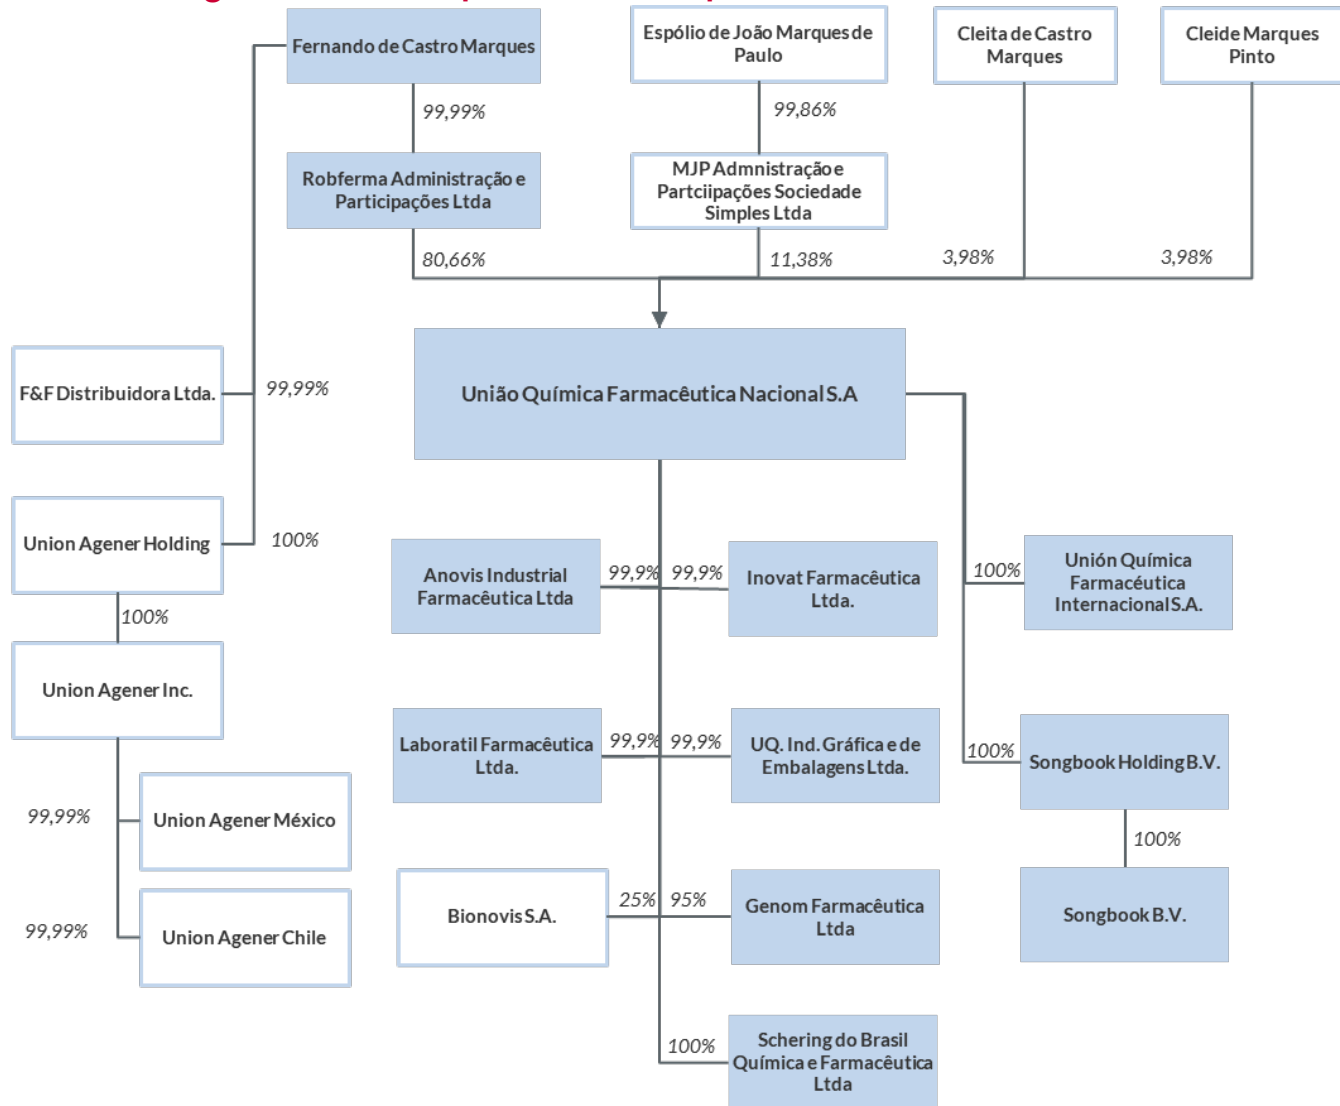 Fernando de Castro Marques
Espólio de João Marques de
Paulo
Cleita de Castro
Marques
Cleide Marques
Pinto
99,99%
99,86%
Robferma Administração e
Participações Ltda
MJP Admnistração e
Partciipações Sociedade
Simples Ltda
80,66%
11,38%
3,98%
3,98%
F&F Distribuidora Ltda.
99,99%
União Química Farmacêutica Nacional S.A
Union Agener Holding
100%
Anovis Industrial
Farmacêutica Ltda
99,9%
99,9%
Inovat Farmacêutica
Ltda.
100%
Unión Química
Farmacéutica
Internacional S.A.
100%
Union Agener Inc.
Laboratil Farmacêutica
Ltda.
99,9%
99,9%
UQ. Ind. Gráfica e de
Embalagens Ltda.
100%
Songbook Holding B.V.
99,99%
Union Agener México
100%
Bionovis S.A.
25%
95%
Genom Farmacêutica
Ltda
Songbook B.V.
99,99%
Union Agener Chile
100%
Schering do Brasil
Química e Farmacêutica
Ltda